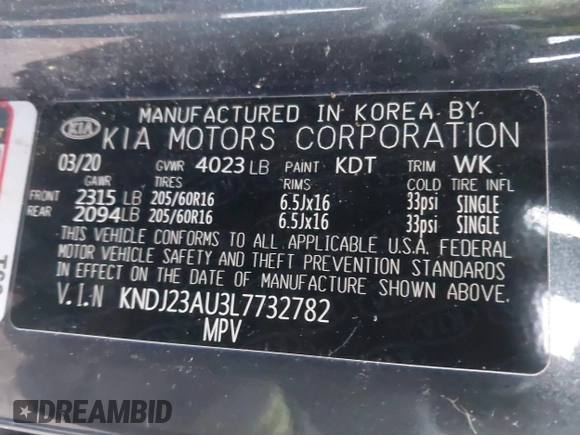 MANUFACTURED IN KOREA BY
KIA KIA MOTORS CORPORATION
03/20 GVWR 4023 LB PAINT KDT TRIM WK
GAWR TIRES RIMS COLD TIRE INFL
FRONT 2315 LB 205/60R16 6.5Jx16 33psi SINGLE
REAR 2094LB 205/60R16 6.5Jx16 33psi SINGLE
THIS VEHICLE CONFORMS TO ALL APPLICABLE U.S.A. FEDERAL
MOTOR VEHICLE SAFETY AND THEFT PREVENTION STANDARDS
IN EFFECT ON THE DATE OF MANUFACTURE SHOWN ABOVE.
V.I.N KNDJ23AU3L7732782
MPV
DREAMBID